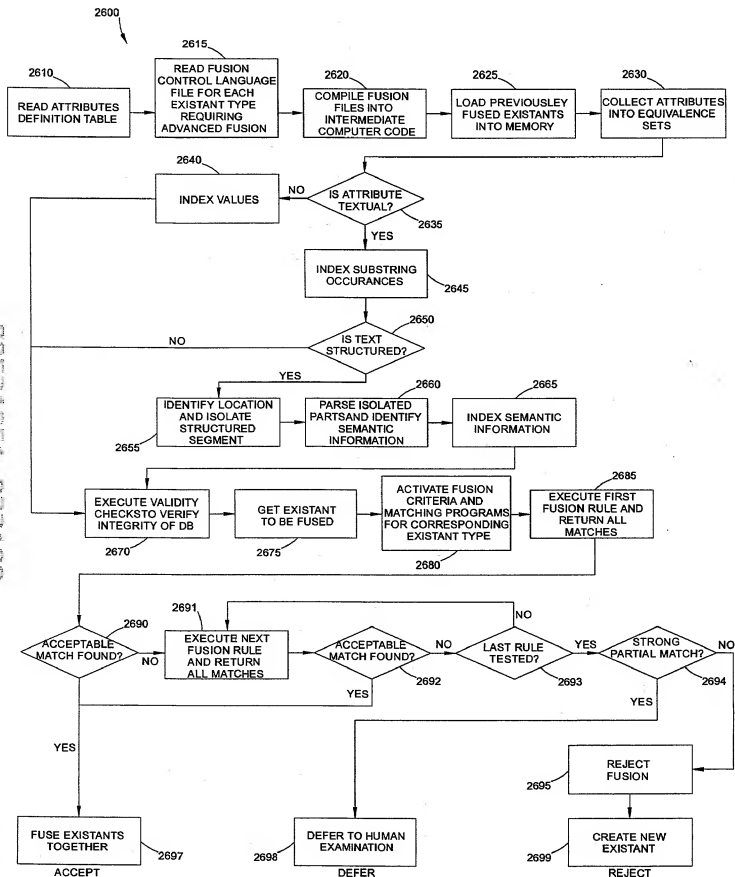 2600
2610
READ ATTRIBUTES
DEFINITION TABLE
2615
READ FUSION
CONTROL LANGUAGE
FILE FOR EACH
EXISTANT TYPE
REQUIRING
ADVANCED FUSION
2620
COMPILE FUSION
FILES INTO
INTERMEDIATE
COMPUTER CODE
2625
LOAD PREVIOUSLEY
FUSED EXISTANTS
INTO MEMORY
2630
COLLECT ATTRIBUTES
INTO EQUIVALENCE
SETS
2640
INDEX VALUES
NO
IS ATTRIBUTE
TEXTUAL?
2635
YES
INDEX SUBSTRING
OCCURANCES
2645
2650
IS TEXT
STRUCTURED?
NO
YES
IDENTIFY LOCATION
AND ISOLATE
STRUCTURED
SEGMENT
2655
2660
PARSE ISOLATED
PARTSAND IDENTIFY
SEMANTIC
INFORMATION
2665
INDEX SEMANTIC
INFORMATION
EXECUTE VALIDITY
CHECKSTO VERIFY
INTEGRITY OF DB
2670
GET EXISTANT
TO BE FUSED
2675
ACTIVATE FUSION
CRITERIA AND
MATCHING PROGRAMS
FOR CORRESPONDING
EXISTANT TYPE
2680
2685
EXECUTE FIRST
FUSION RULE AND
RETURN ALL
MATCHES
2690
ACCEPTABLE
MATCH FOUND?
NO
YES
2691
EXECUTE NEXT
FUSION RULE
AND RETURN
ALL MATCHES
ACCEPTABLE
MATCH FOUND?
2692
NO
YES
LAST RULE
TESTED?
2693
NO
YES
STRONG
PARTIAL MATCH?
2694
NO
YES
2695
REJECT
FUSION
FUSE EXISTANTS
TOGETHER
2697
ACCEPT
DEFER TO HUMAN
EXAMINATION
2698
DEFER
CREATE NEW
EXISTANT
2699
REJECT